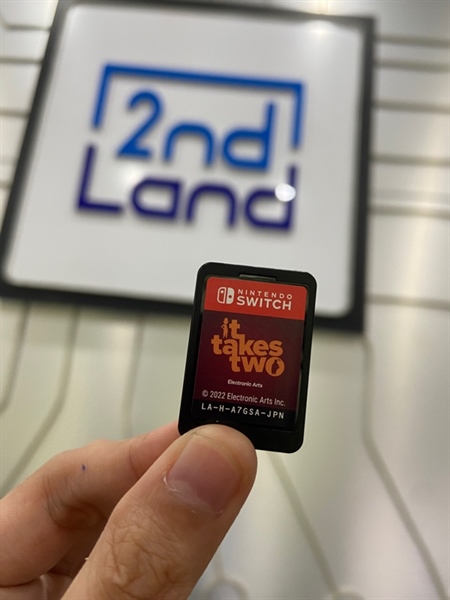 2nd
Land
NINTENDO
SWITCH
it
takes
two
Electronic Arts
© 2022 Electronic Arts Inc.
LA-H-A7GSA-JPN